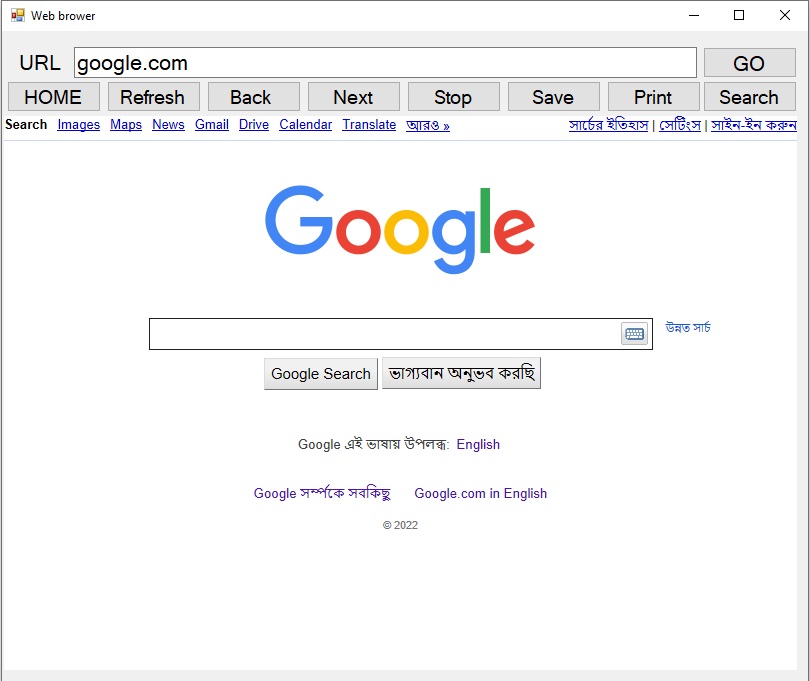 Web brower
URL google.com GO
HOME Refresh Back Next Stop Save Print Search
Search Images Maps News Gmail Drive Calendar Translate আরও » সার্চের ইতিহাস | সেটিংস | সাইন-ইন করুন
Google
উন্নত সার্চ
Google Search ভাগ্যবান অনুভব করছি
Google এই ভাষায় উপলব্ধ: English
Google সর্ম্পকে সবকিছু Google.com in English
© 2022